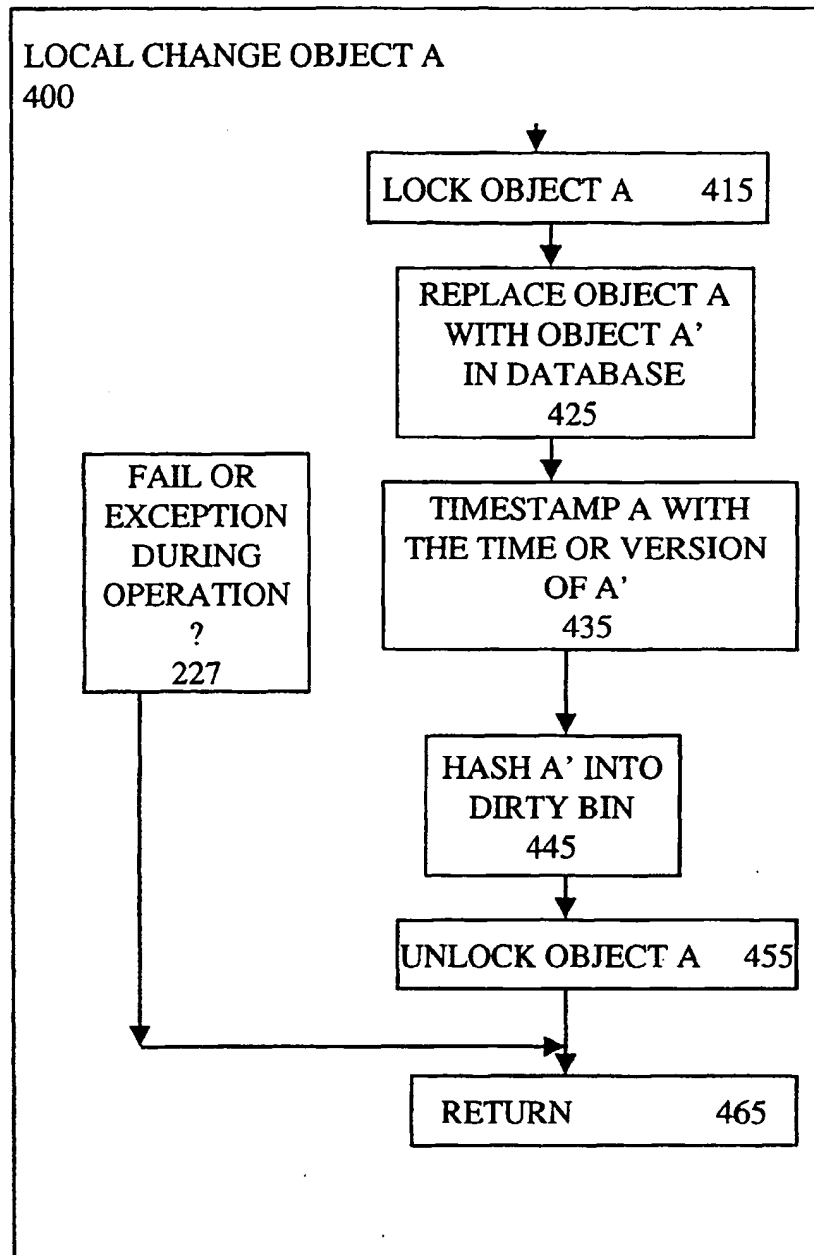 LOCAL CHANGE OBJECT A
400
LOCK OBJECT A 415
REPLACE OBJECT A
WITH OBJECT A'
IN DATABASE
425
FAIL OR
EXCEPTION
DURING
OPERATION
?
227
TIMESTAMP A WITH
THE TIME OR VERSION
OF A'
435
HASH A' INTO
DIRTY BIN
445
UNLOCK OBJECT A 455
RETURN 465